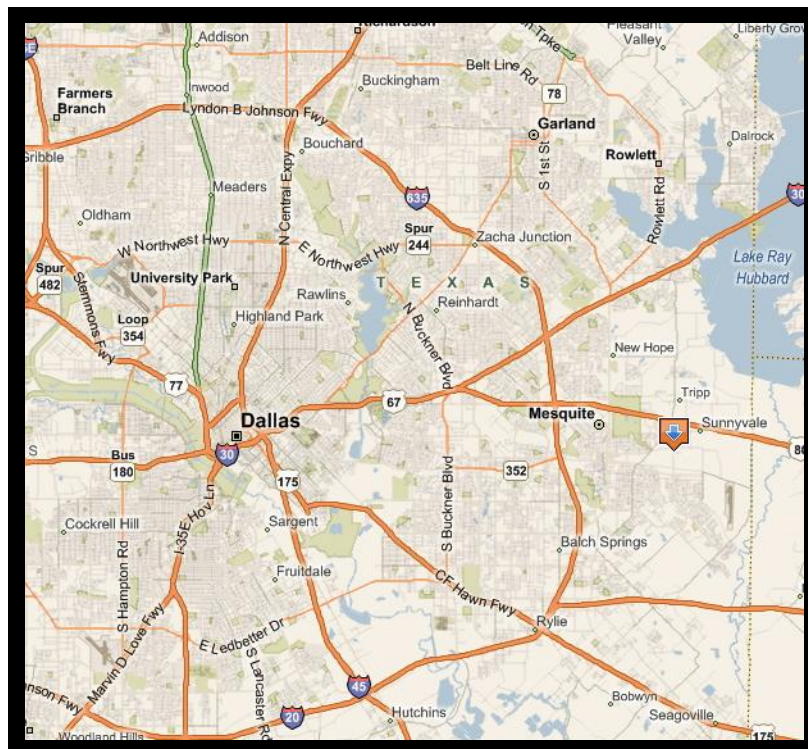 Richardson
Addison
Pleasant
Valley
Liberty Grov
Belt Line Rd
Inwood
Buckingham
78
Farmers
Branch
Lyndon B Johnson Fwy
Garland
Bouchard
Dalrock
Rowlett
Gribble
S 1st St
N Central Expy
Meaders
635
30
Rowlett Rd
Oldham
W Northwest Hwy
E Northwest Hwy
Spur
244
Zacha Junction
Lake Ray
Hubbard
Spur
482
University Park
TEXAS
Stemmons Fwy
Rawlins
Reinhardt
Loop
354
Highland Park
N Buckner Blvd
New Hope
77
67
Tripp
Dallas
Mesquite
Sunnyvale
S
Bus
180
30
80
352
175
I-35E Hov Ln
S Buckner Blvd
Cockrell Hill
Sargent
Balch Springs
S Hampton Rd
Fruitdale
CF Hawn Fwy
Marvin D Love Fwy
E Ledbetter Dr
Rylie
S Lancaster Rd
45
nson Fwy
20
Hutchins
Bobwyn
Seagoville
Woodland Hills
175